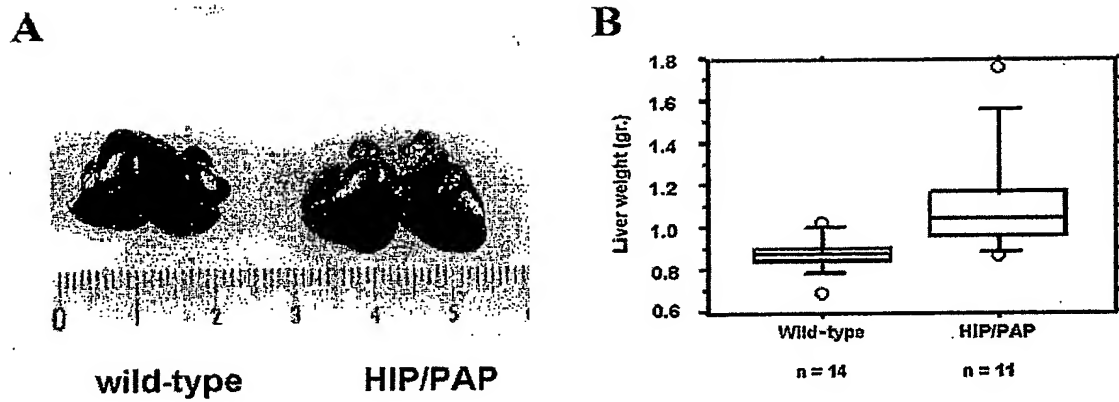 A
0 1 2 3 4 5
wild-type HIP/PAP
B
Liver weight (gr.)
1.8
1.6
1.4
1.2
1.0
0.8
0.6
Wild-type HIP/PAP
n = 14 n = 11